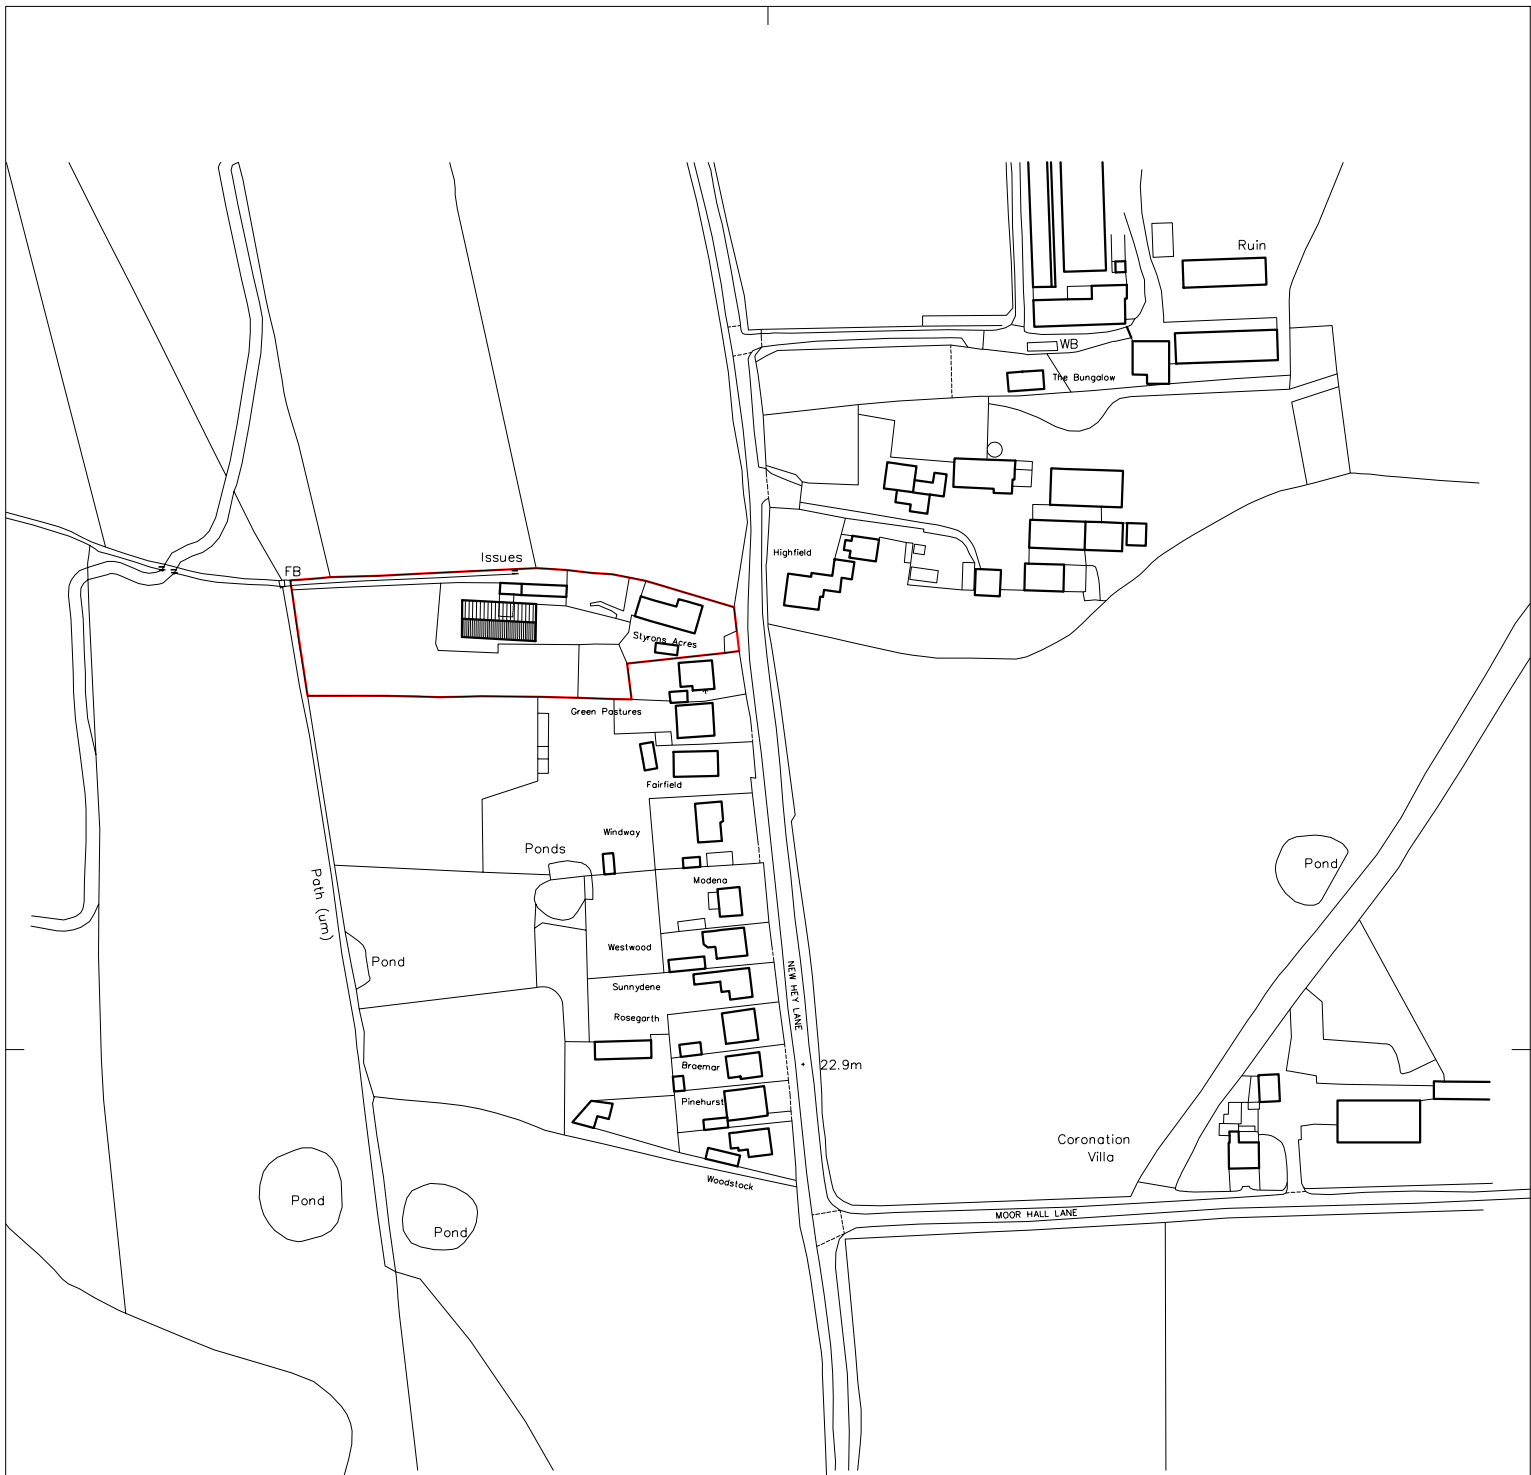 Ruin
WB
The Bungalow
Highfield
Issues
FB
Styrons Acres
Green Pastures
Fairfield
Windway
Ponds
Pond
Modena
Path (um)
Westwood
Pond
Sunnydene
NEW HEY LANE
Rosegarth
Braemar
22.9m
Pinehurst
Coronation
Villa
Woodstock
Pond
Pond
MOOR HALL LANE